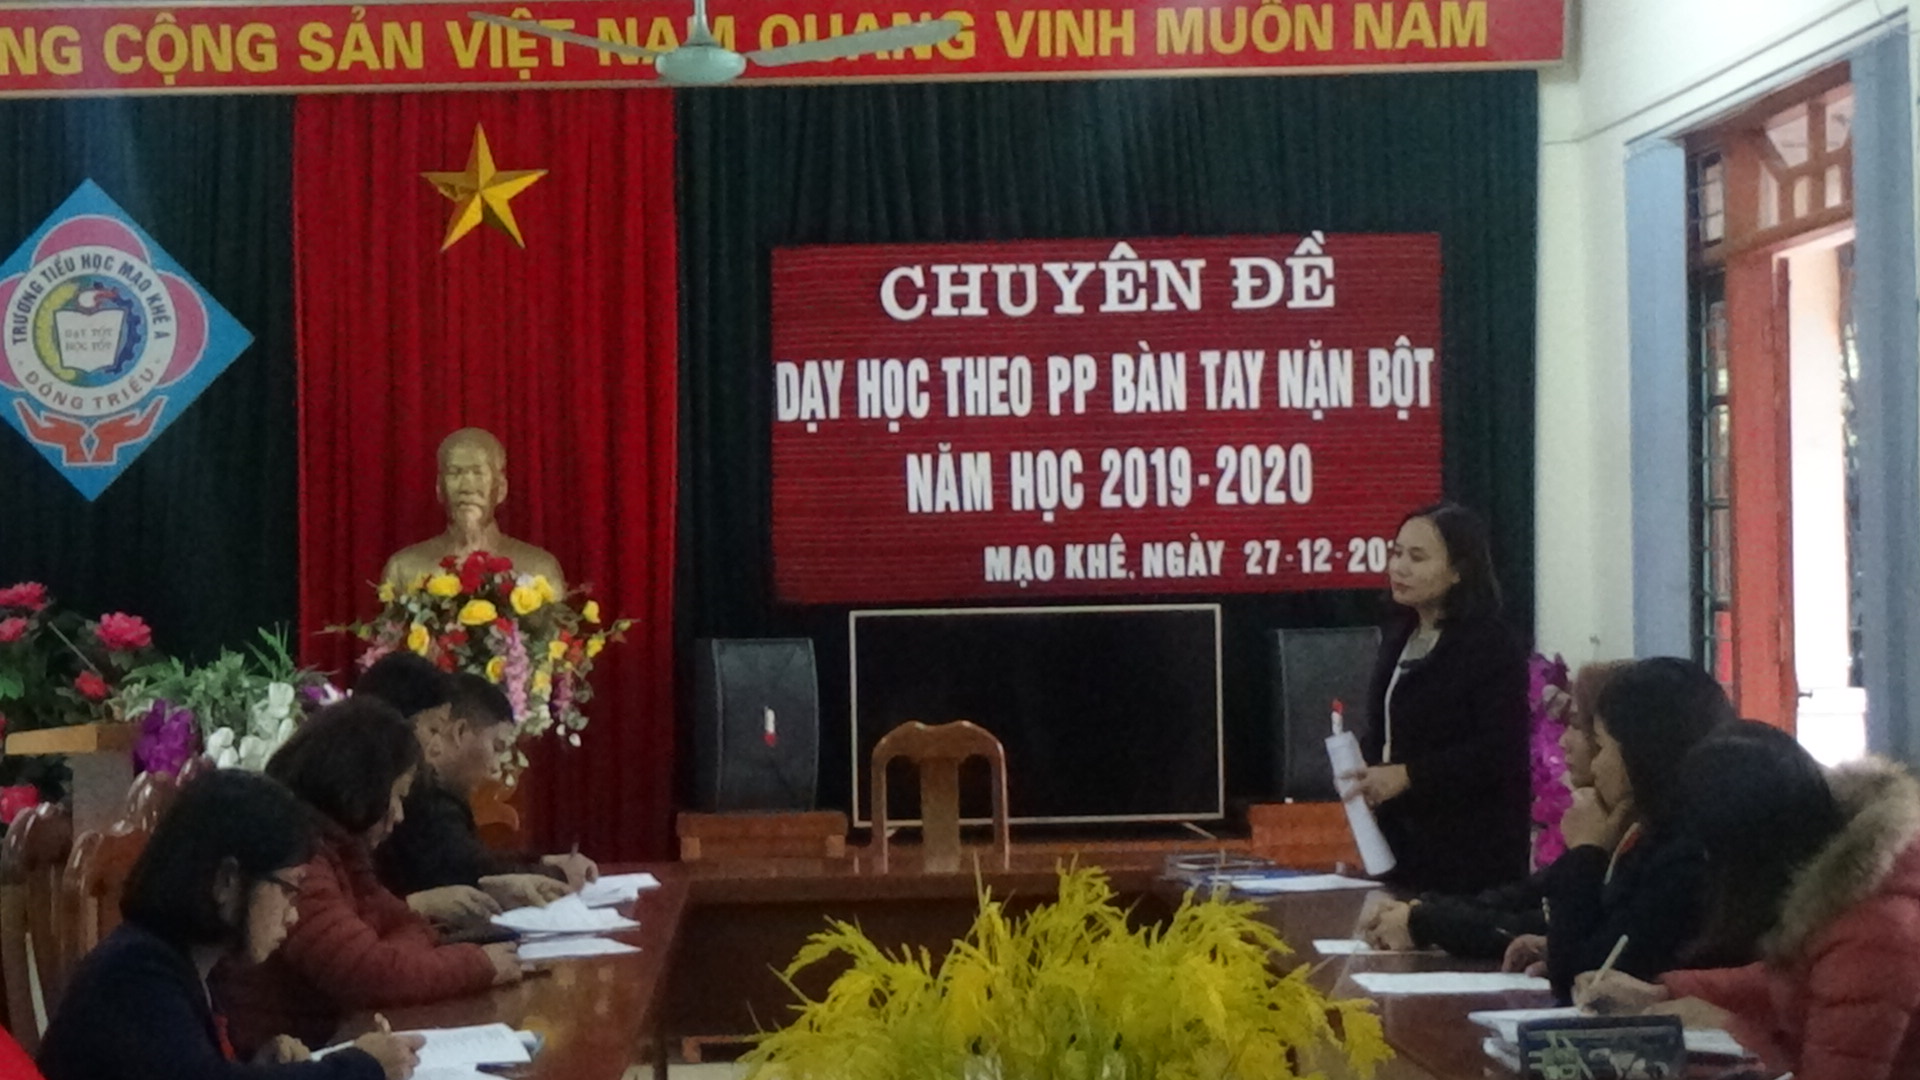 NG CỘNG SẢN VIỆT NAM QUANG VINH MUÔN NĂM
TRƯỜNG TIỂU HỌC MẠO KHÊ A
DẠY TỐT
HỌC TỐT
ĐÔNG TRIỀU
CHUYÊN ĐỀ
DẠY HỌC THEO PP BÀN TAY NẶN BỘT
NĂM HỌC 2019-2020
MẠO KHÊ, NGÀY 27-12-20